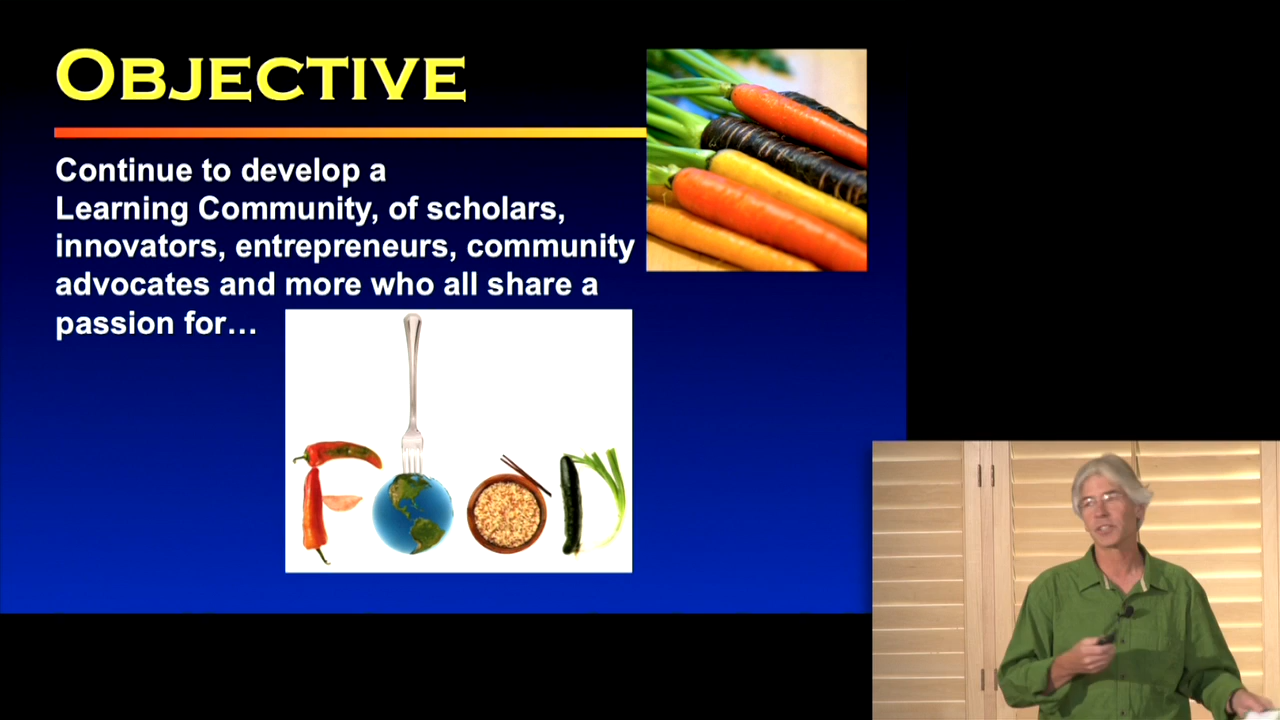 OBJECTIVE
Continue to develop a
Learning Community, of scholars,
innovators, entrepreneurs, community
advocates and more who all share a
passion for…
FOOD